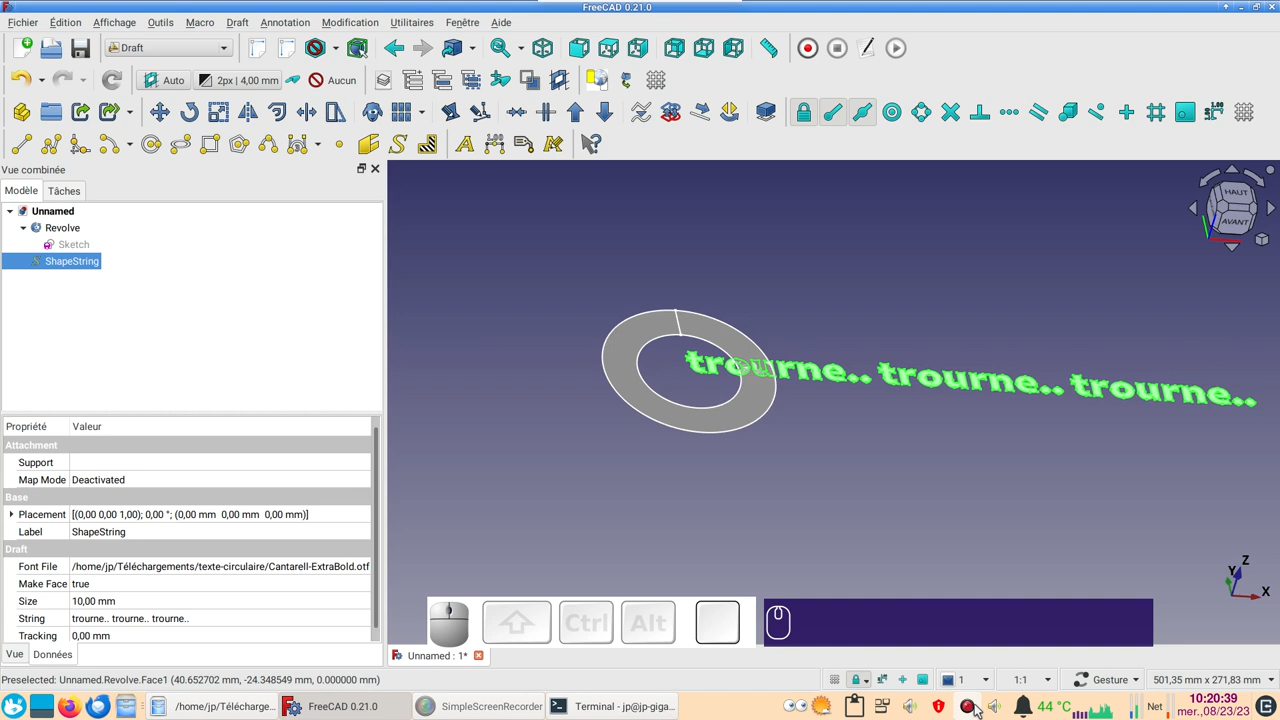 FreeCAD 0.21.0
Fichier Édition Affichage Outils Macro Draft Annotation Modification Utilitaires Fenêtre Aide
Draft
Auto 2px | 4,00 mm Aucun
Vue combinée
Modèle Tâches
Unnamed
Revolve
Sketch
ShapeString
HAUT
AVANT
trourne.. trourne.. trourne..
Propriété Valeur
Attachment
Support
Map Mode Deactivated
Base
Placement [(0,00 0,00 1,00); 0,00 °; (0,00 mm 0,00 mm 0,00 mm)]
Label ShapeString
Draft
Font File /home/jp/Téléchargements/texte-circulaire/Cantarell-ExtraBold.otf
Make Face true
Size 10,00 mm
String trourne.. trourne.. trourne..
Tracking 0,00 mm
Z
Y
X
Ctrl Alt
Vue Données
Unnamed : 1*
Preselected: Unnamed.Revolve.Face1 (40.652702 mm, -24.348549 mm, 0.000000 mm)
1 1:1 Gesture 501,35 mm x 271,83 mm
/home/jp/Télécharge... FreeCAD 0.21.0 SimpleScreenRecorder Terminal - jp@jp-giga... 44 °C Net 10:20:39
mer.,08/23/23